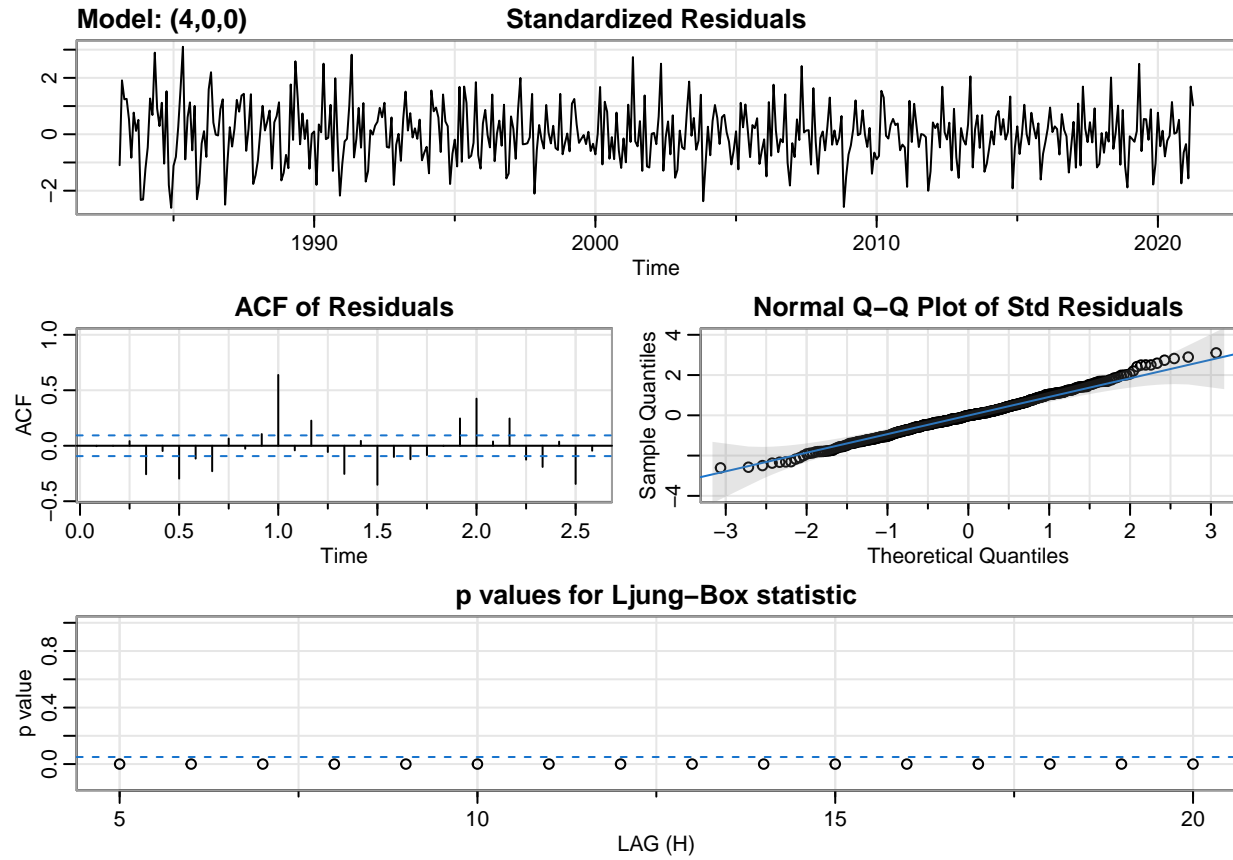 Model: (4,0,0) Standardized Residuals
−2 0 2
1990 2000 2010 2020
Time
ACF of Residuals
ACF
−0.5 0.0 0.5 1.0
0.0 0.5 1.0 1.5 2.0 2.5
Time
Normal Q−Q Plot of Std Residuals
Sample Quantiles
−4 0 2 4
−3 −2 −1 0 1 2 3
Theoretical Quantiles
p values for Ljung−Box statistic
p value
0.0 0.4 0.8
5 10 15 20
LAG (H)